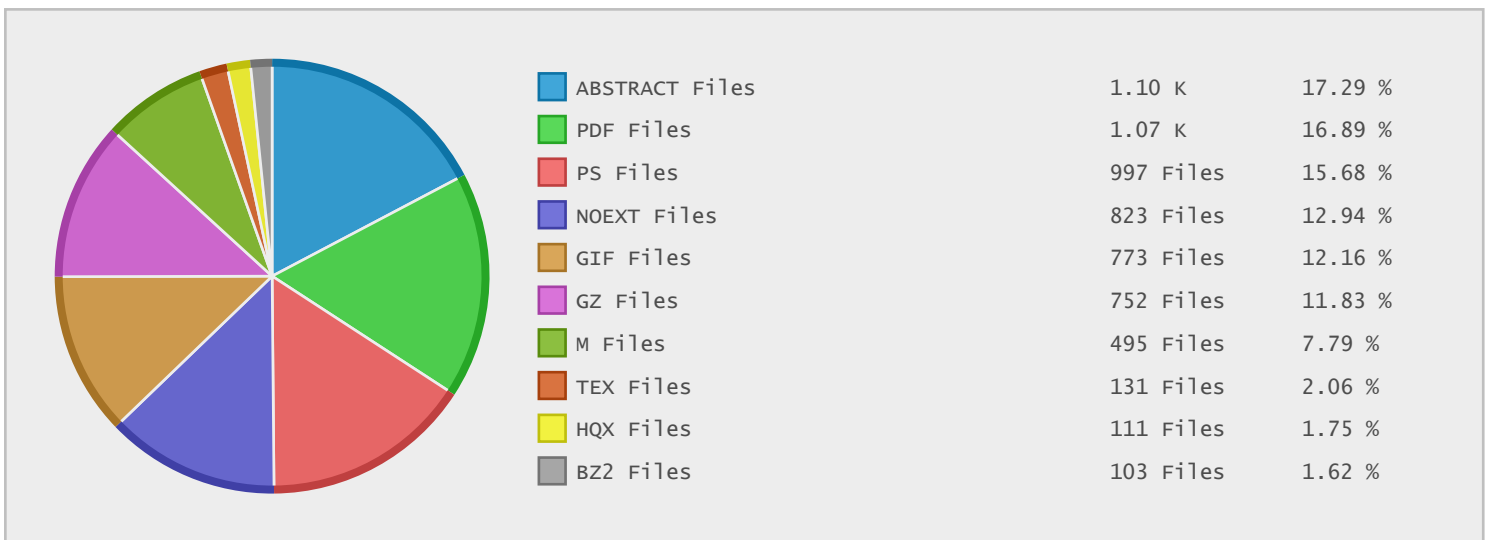 ABSTRACT Files 1.10 K 17.29 %
PDF Files 1.07 K 16.89 %
PS Files 997 Files 15.68 %
NOEXT Files 823 Files 12.94 %
GIF Files 773 Files 12.16 %
GZ Files 752 Files 11.83 %
M Files 495 Files 7.79 %
TEX Files 131 Files 2.06 %
HQX Files 111 Files 1.75 %
BZ2 Files 103 Files 1.62 %